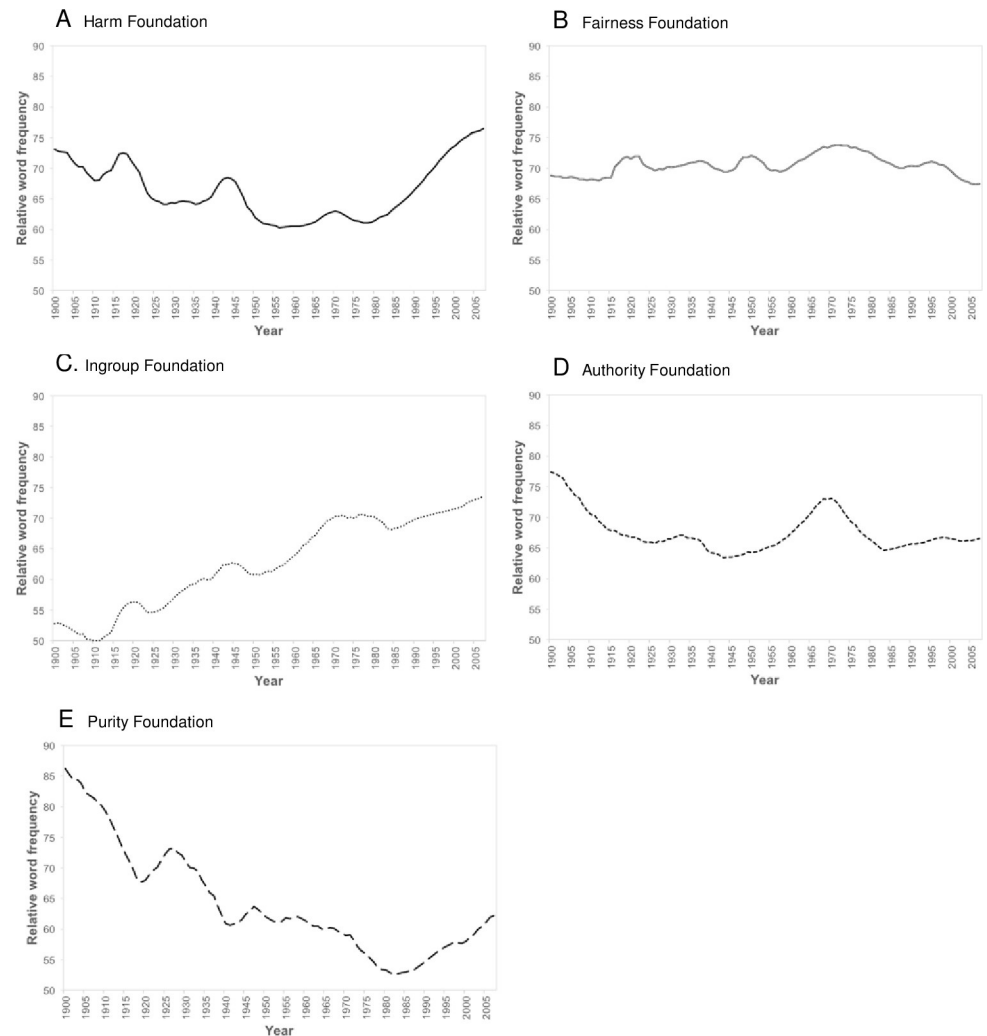 A Harm Foundation
90
85
80
75
70
65
60
55
50
Relative word frequency
1900 1905 1910 1915 1920 1925 1930 1935 1940 1945 1950 1955 1960 1965 1970 1975 1980 1985 1990 1995 2000 2005
Year
B Fairness Foundation
90
85
80
75
70
65
60
55
50
Relative word frequency
1900 1905 1910 1915 1920 1925 1930 1935 1940 1945 1950 1955 1960 1965 1970 1975 1980 1985 1990 1995 2000 2005
Year
C. Ingroup Foundation
90
85
80
75
70
65
60
55
50
Relative word frequency
1900 1905 1910 1915 1920 1925 1930 1935 1940 1945 1950 1955 1960 1965 1970 1975 1980 1985 1990 1995 2000 2005
Year
D Authority Foundation
90
85
80
75
70
65
60
55
50
Relative word frequency
1900 1905 1910 1915 1920 1925 1930 1935 1940 1945 1950 1955 1960 1965 1970 1975 1980 1985 1990 1995 2000 2005
Year
E Purity Foundation
90
85
80
75
70
65
60
55
50
Relative word frequency
1900 1905 1910 1915 1920 1925 1930 1935 1940 1945 1950 1955 1960 1965 1970 1975 1980 1985 1990 1995 2000 2005
Year